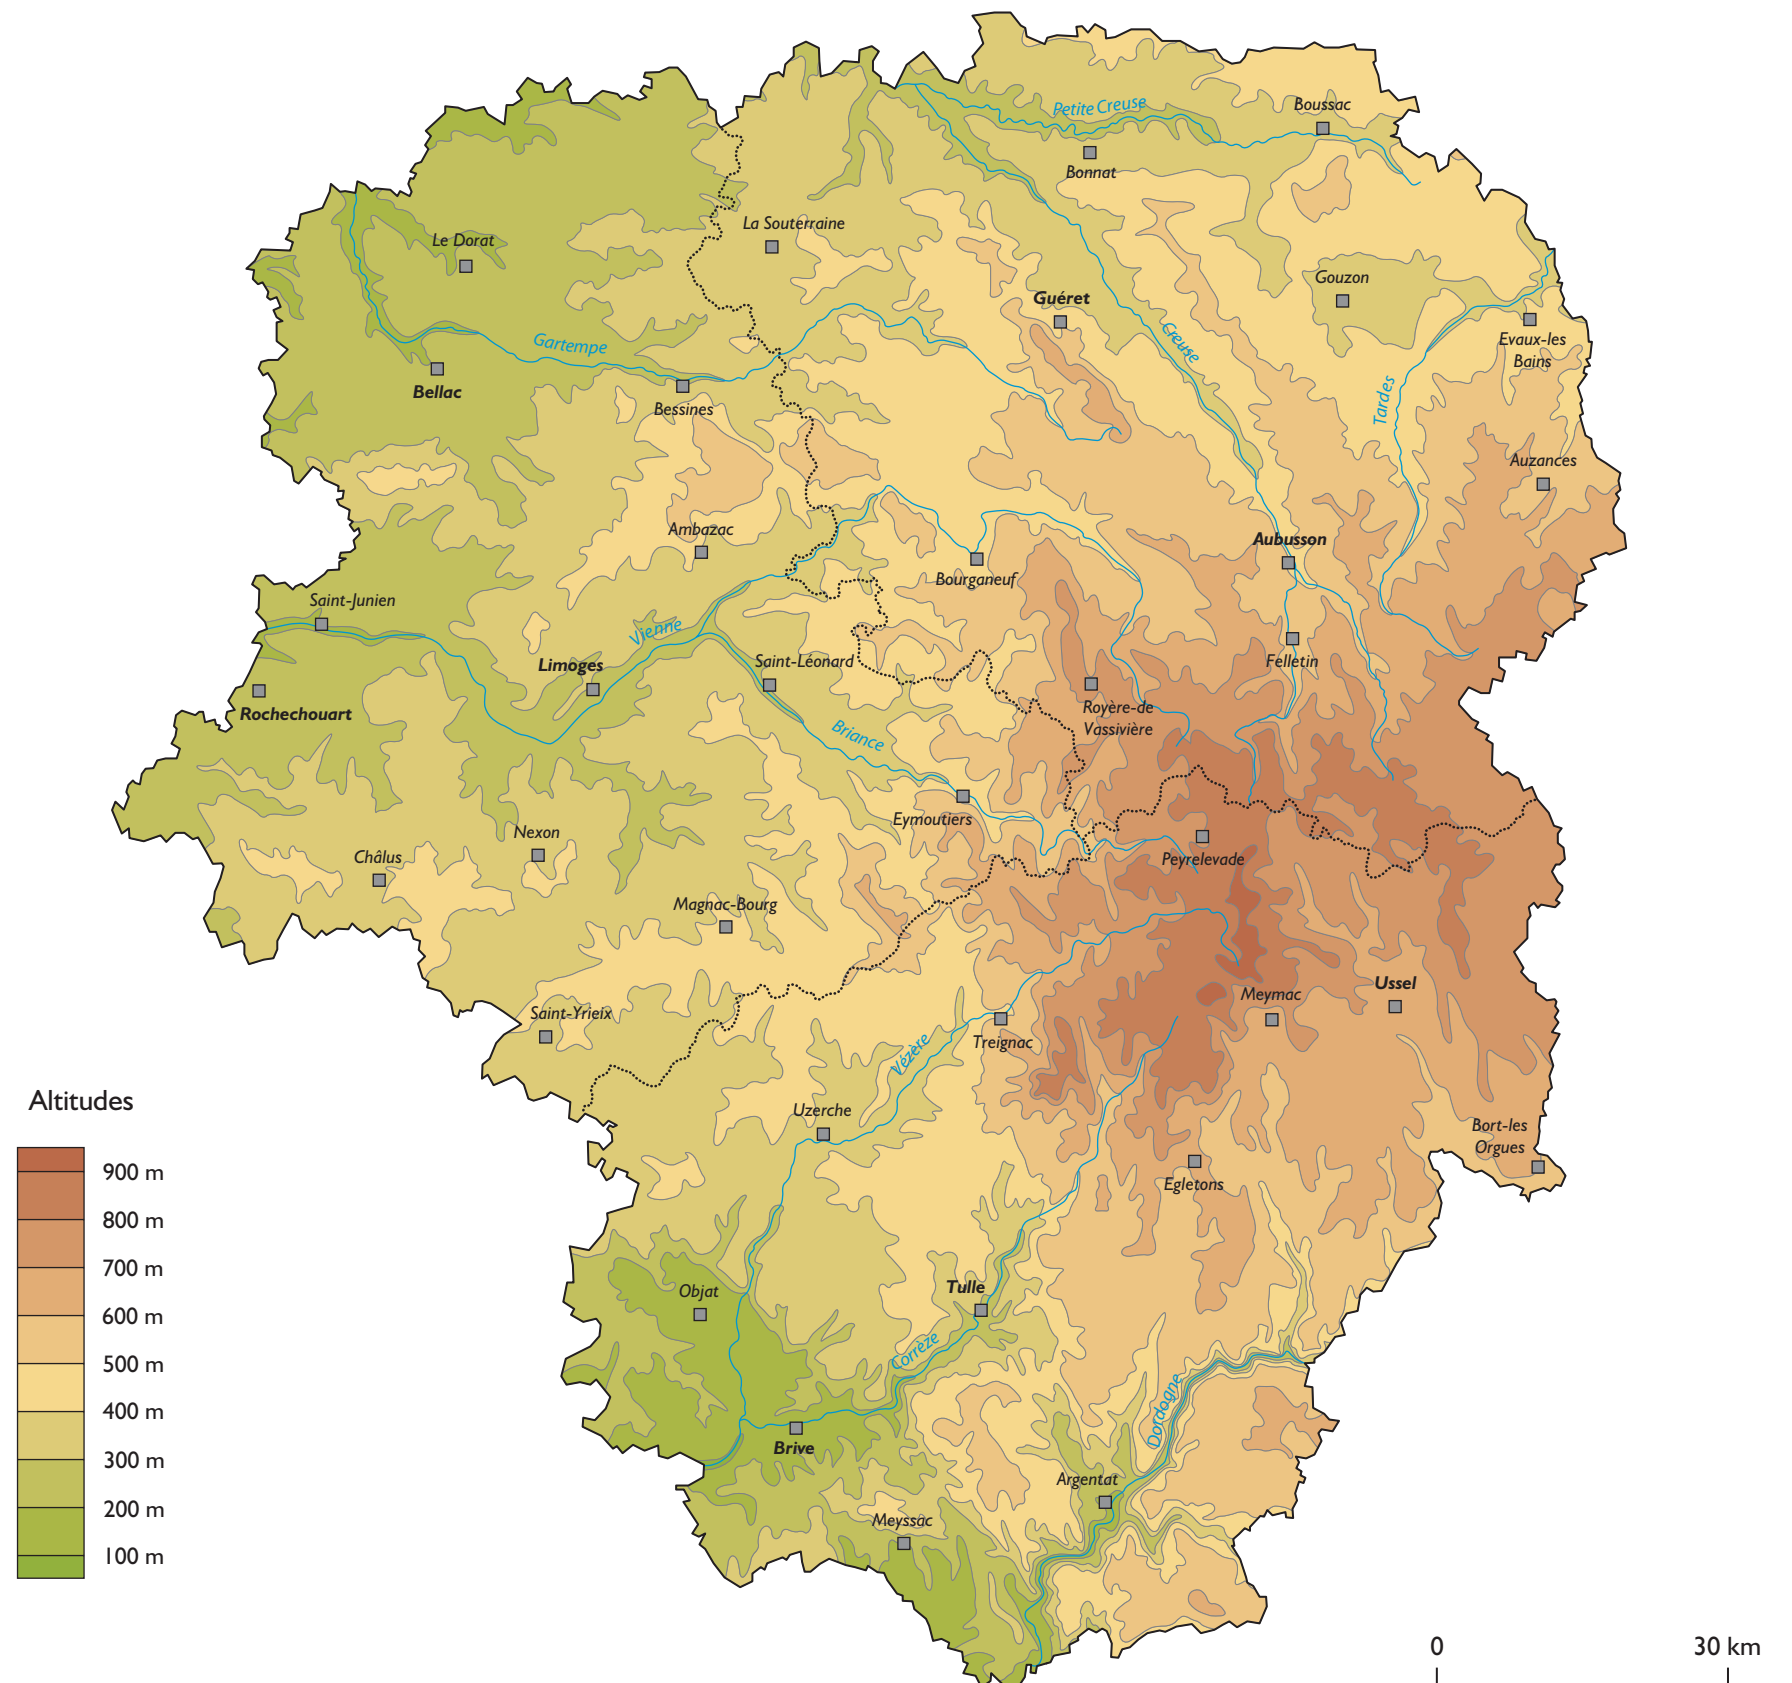 Petite Creuse
Boussac
Bonnat
La Souterraine
Le Dorat
Gouzon
Guéret
Creuse
Evaux-les
Bains
Gartempe
Bellac
Bessines
Tardes
Auzances
Ambazac
Aubusson
Bourganeuf
Saint-Junien
Vienne
Limoges
Saint-Léonard
Felletin
Rochechouart
Royère-de
Vassivière
Briance
Eymoutiers
Nexon
Châlus
Peyrelevade
Magnac-Bourg
Ussel
Meymac
Saint-Yrieix
Treignac
Vézère
Altitudes
Uzerche
Bort-les
Orgues
900 m
Egletons
800 m
700 m
Objat
Tulle
600 m
Corrèze
500 m
Dordogne
400 m
Brive
300 m
Argentat
200 m
Meyssac
100 m
0
30 km